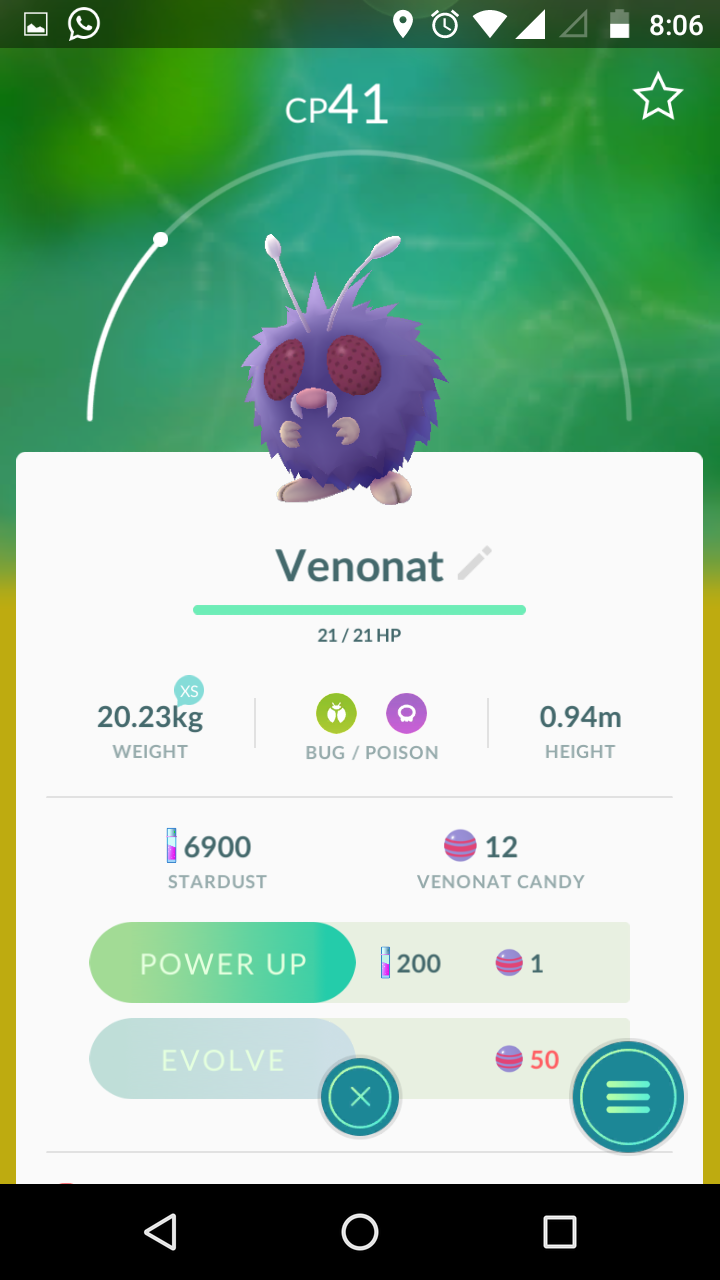 8:06
CP41
Venonat
21 / 21 HP
XS
20.23kg
WEIGHT
BUG / POISON
0.94m
HEIGHT
6900
STARDUST
12
VENONAT CANDY
POWER UP 200 1
EVOLVE 50